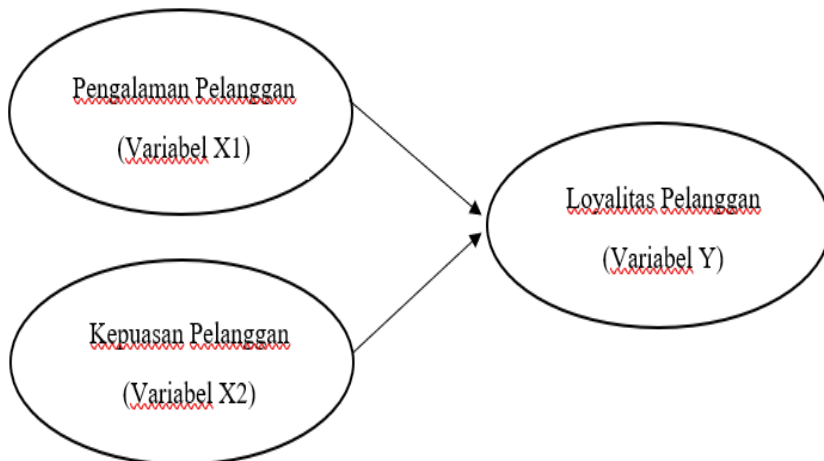 Pengalaman Pelanggan
(Variabel X1)
Loyalitas Pelanggan
(Variabel Y)
Kepuasan Pelanggan
(Variabel X2)